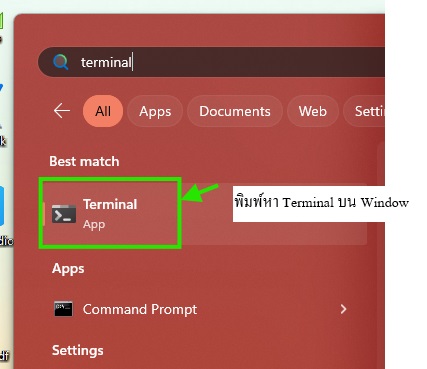 terminal
All
Apps
Documents
Web
Setti
Best match
Terminal
App
พิมพ์หา Terminal บน Window
Apps
Command Prompt
Settings